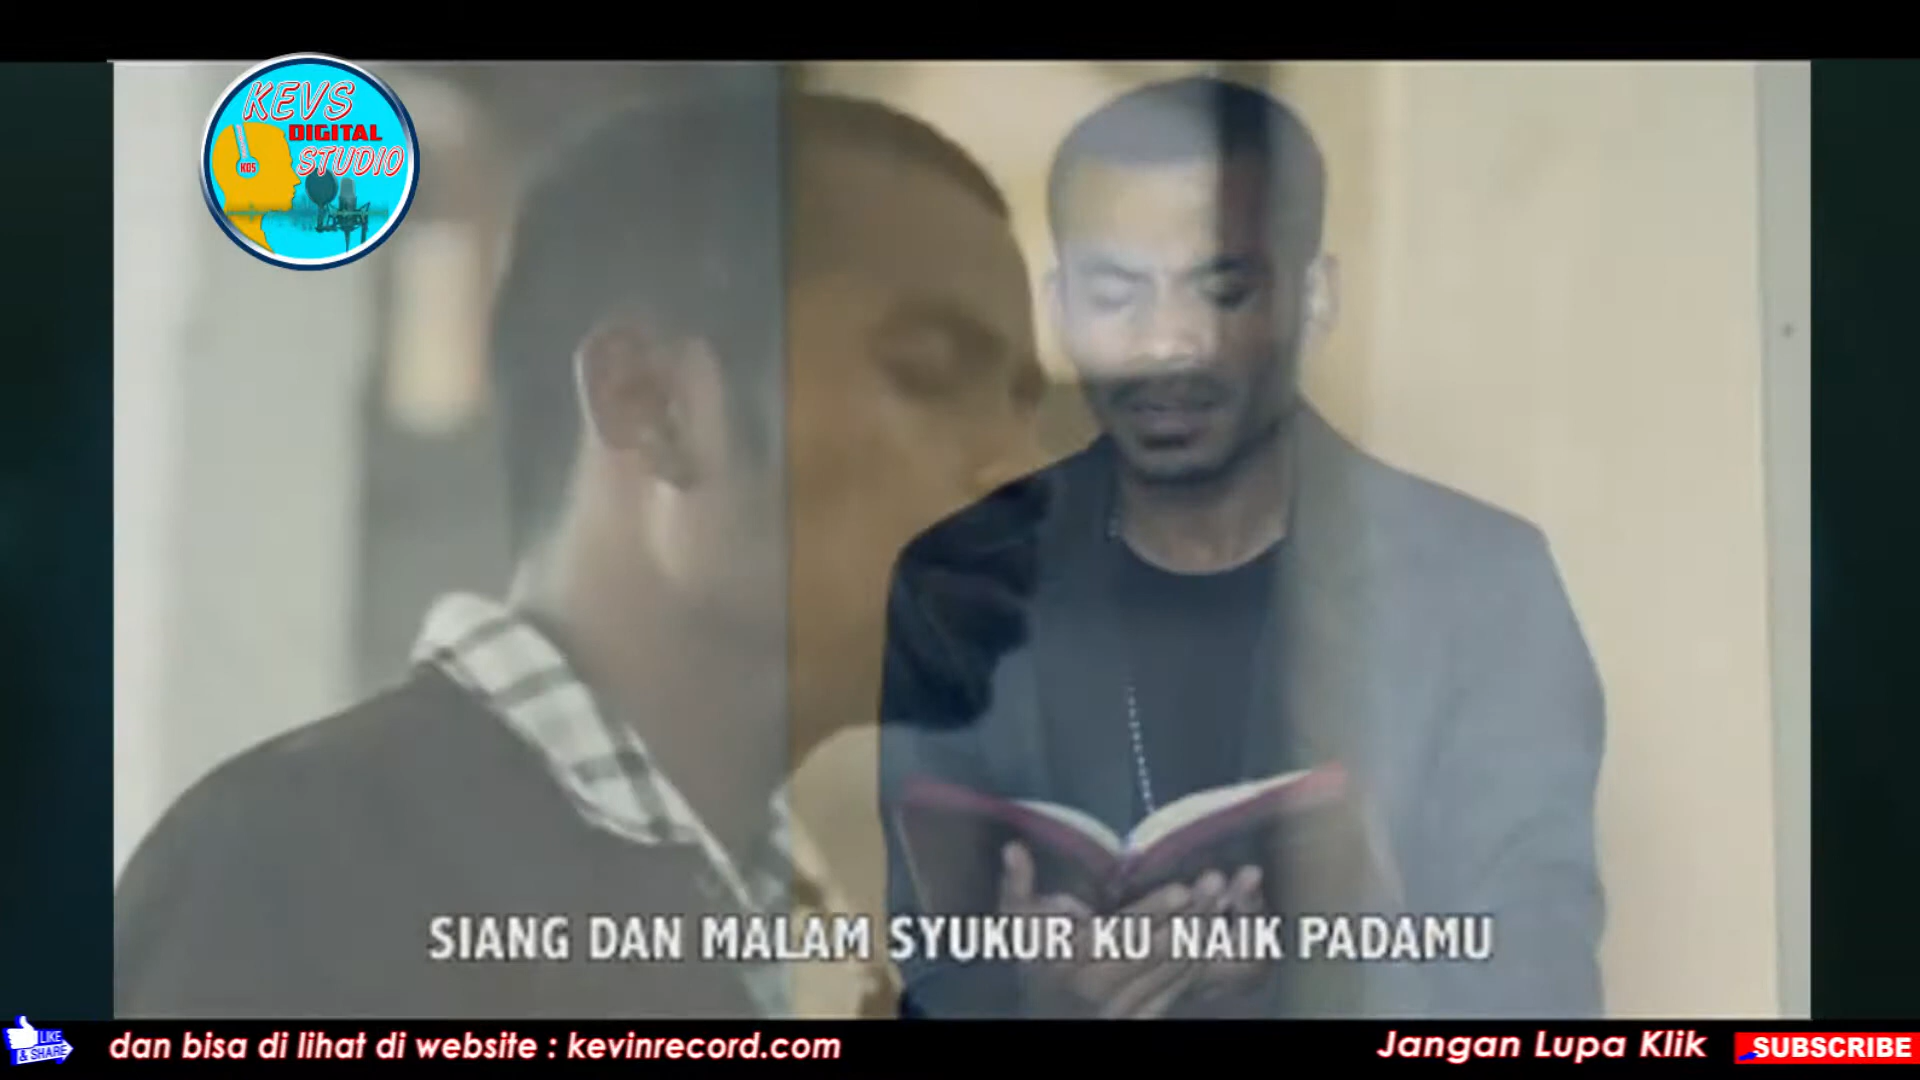 KEVS
DIGITAL
STUDIO
KDS
SIANG DAN MALAM SYUKUR KU NAIK PADAMU
LIKE
& SHARE
dan bisa di lihat di website : kevinrecord.com
Jangan Lupa Klik
SUBSCRIBE